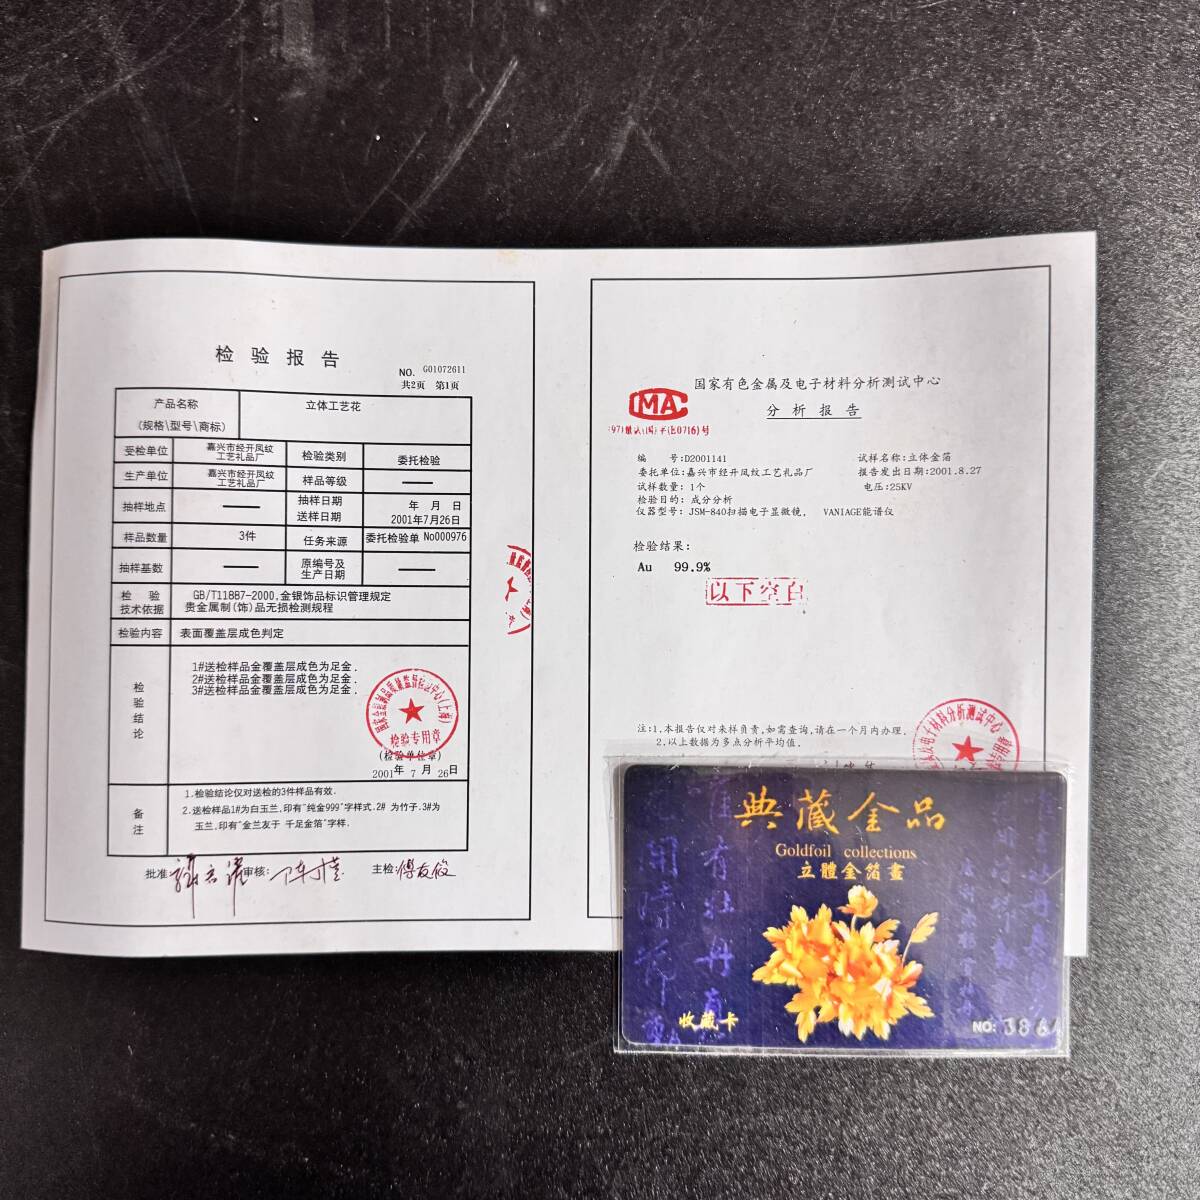 检 验 报 告
NO. G01072611
共2页 第1页
产品名称
(规格\型号/商标)
立体工艺花
受检单位
嘉兴市经开凤纹
工艺礼品厂
检验类别
委托检验
生产单位
嘉兴市经开凤纹
工艺礼品厂
样品等级
抽样地点
抽样日期
送样日期
年 月 日
2001年7月26日
样品数量
3件
任务来源
委托检验单 No000976
抽样基数
原编号及
生产日期
检 验
技术依据
GB/T11887-2000.金银饰品标识管理规定
贵金属制(饰)品无损检测规程
检验内容
表面覆盖层成色判定
检验结论
1#送检样品金覆盖层成色为足金.
2#送检样品金覆盖层成色为足金.
3#送检样品金覆盖层成色为足金.
检验专用章
(检验单位章)
2001年 7 月 26日
备注
1.检验结论仅对送检的3件样品有效.
2.送检样品1#为白玉兰,印有"纯金999"字样式.2# 为竹子.3#为
玉兰,印有"金兰友于 千足金箔"字样.
批准:
审核:
主检:
国家有色金属及电子材料分析测试中心
分 析 报 告
CMA
编 号:D2001141
试样名称:立体金箔
委托单位:嘉兴市经开凤纹工艺礼品厂
报告发出日期:2001.8.27
试样数量: 1个
电压:25KV
检验目的: 成分分析
仪器型号: JSM-840扫描电子显微镜, VANIAGE能谱仪
检验结果:
Au 99.9%
以下空白
注:1.本报告仅对来样负责,如需查询,请在一个月内办理.
2.以上数据为多点分析平均值.
典藏金品
Goldfoil collections
立體金箔畫
收藏卡
NO: